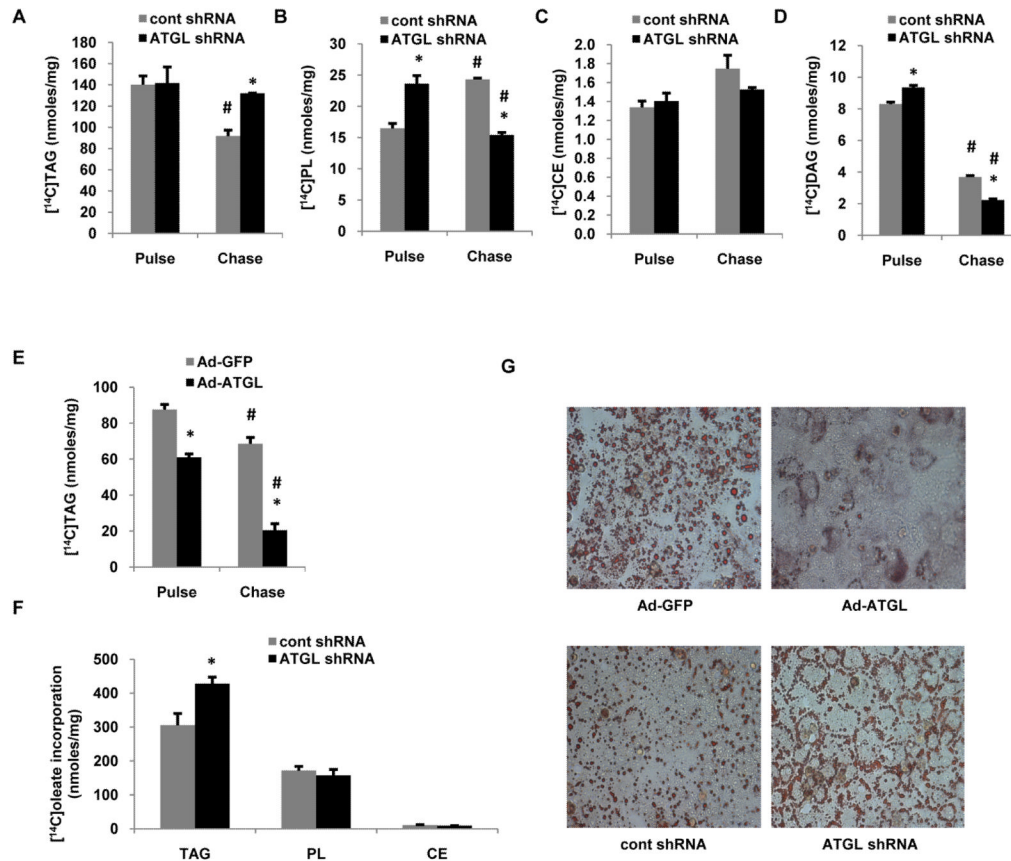 A
cont shRNA
ATGL shRNA
[¹⁴C]TAG (nmoles/mg)
180
160
140
120
100
80
60
40
20
0
#
*
Pulse Chase
B
cont shRNA
ATGL shRNA
[¹⁴C]PL (nmoles/mg)
30
25
20
15
10
5
0
*
#
#
*
Pulse Chase
C
cont shRNA
ATGL shRNA
[¹⁴C]CE (nmoles/mg)
2.0
1.8
1.6
1.4
1.2
1.0
0.8
0.6
0.4
0.2
0.0
Pulse Chase
D
cont shRNA
ATGL shRNA
[¹⁴C]DAG (nmoles/mg)
12
10
8
6
4
2
0
*
#
#
*
Pulse Chase
E
Ad-GFP
Ad-ATGL
[¹⁴C]TAG (nmoles/mg)
100
80
60
40
20
0
*
#
#
*
Pulse Chase
F
cont shRNA
ATGL shRNA
[¹⁴C]oleate incorporation
(nmoles/mg)
500
400
300
200
100
0
*
TAG PL CE
G
Ad-GFP Ad-ATGL
cont shRNA ATGL shRNA